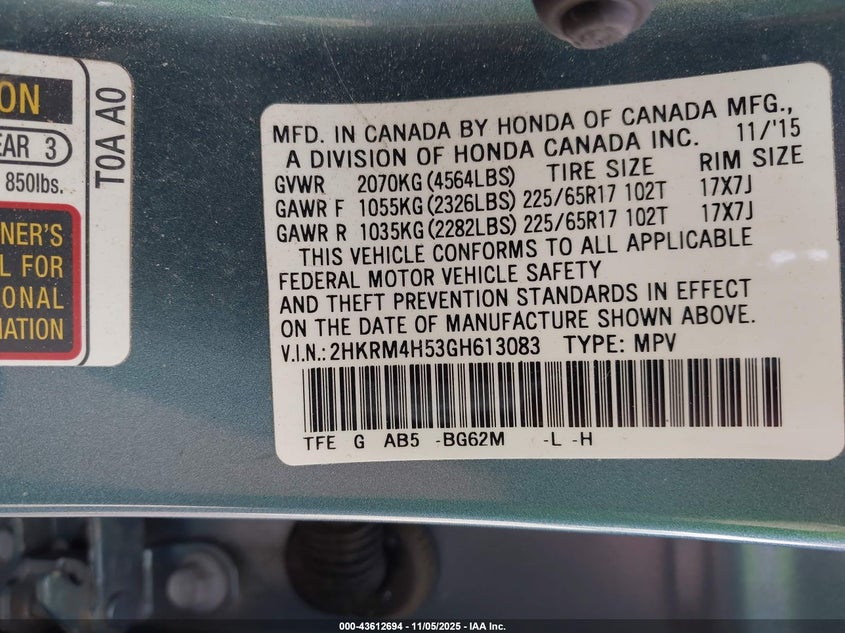 ON
EAR 3
850lbs.
T0A A0
NER'S
L FOR
IONAL
MATION
MFD. IN CANADA BY HONDA OF CANADA MFG.,
A DIVISION OF HONDA CANADA INC. 11/'15
GVWR 2070KG (4564LBS) TIRE SIZE RIM SIZE
GAWR F 1055KG (2326LBS) 225/65R17 102T 17X7J
GAWR R 1035KG (2282LBS) 225/65R17 102T 17X7J
THIS VEHICLE CONFORMS TO ALL APPLICABLE
FEDERAL MOTOR VEHICLE SAFETY
AND THEFT PREVENTION STANDARDS IN EFFECT
ON THE DATE OF MANUFACTURE SHOWN ABOVE.
V.I.N.: 2HKRM4H53GH613083 TYPE: MPV
TFE G AB5 -BG62M -L -H
000-43612694 - 11/05/2025 - IAA Inc.